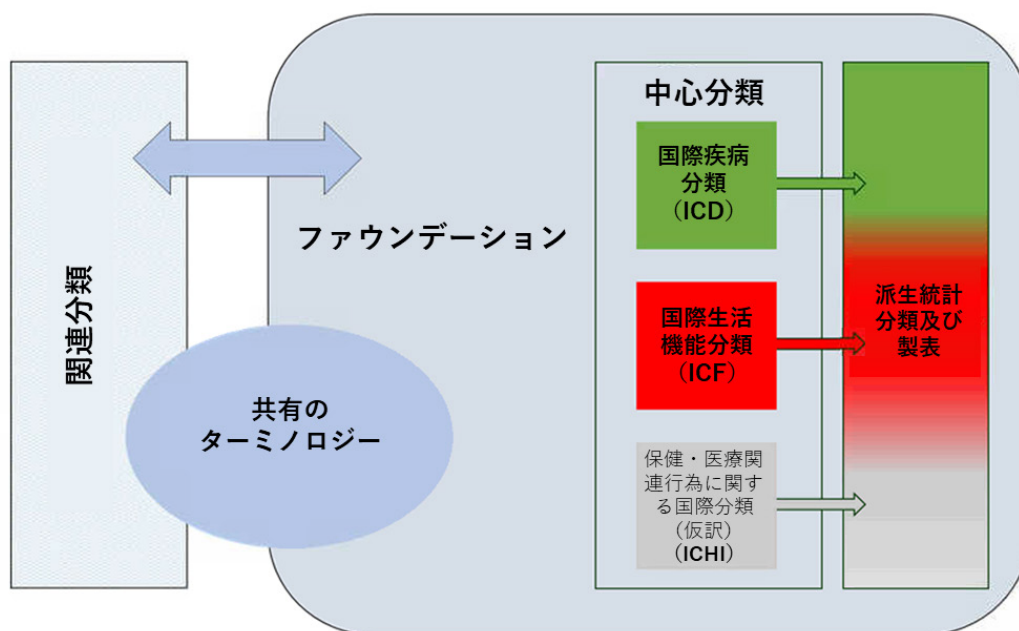 関連分類
ファウンデーション
共有の
ターミノロジー
中心分類
国際疾病
分類
（ICD）
国際生活
機能分類
（ICF）
保健・医療関
連行為に関す
る国際分類
（仮訳）
（ICHI）
派生統計
分類及び
製表